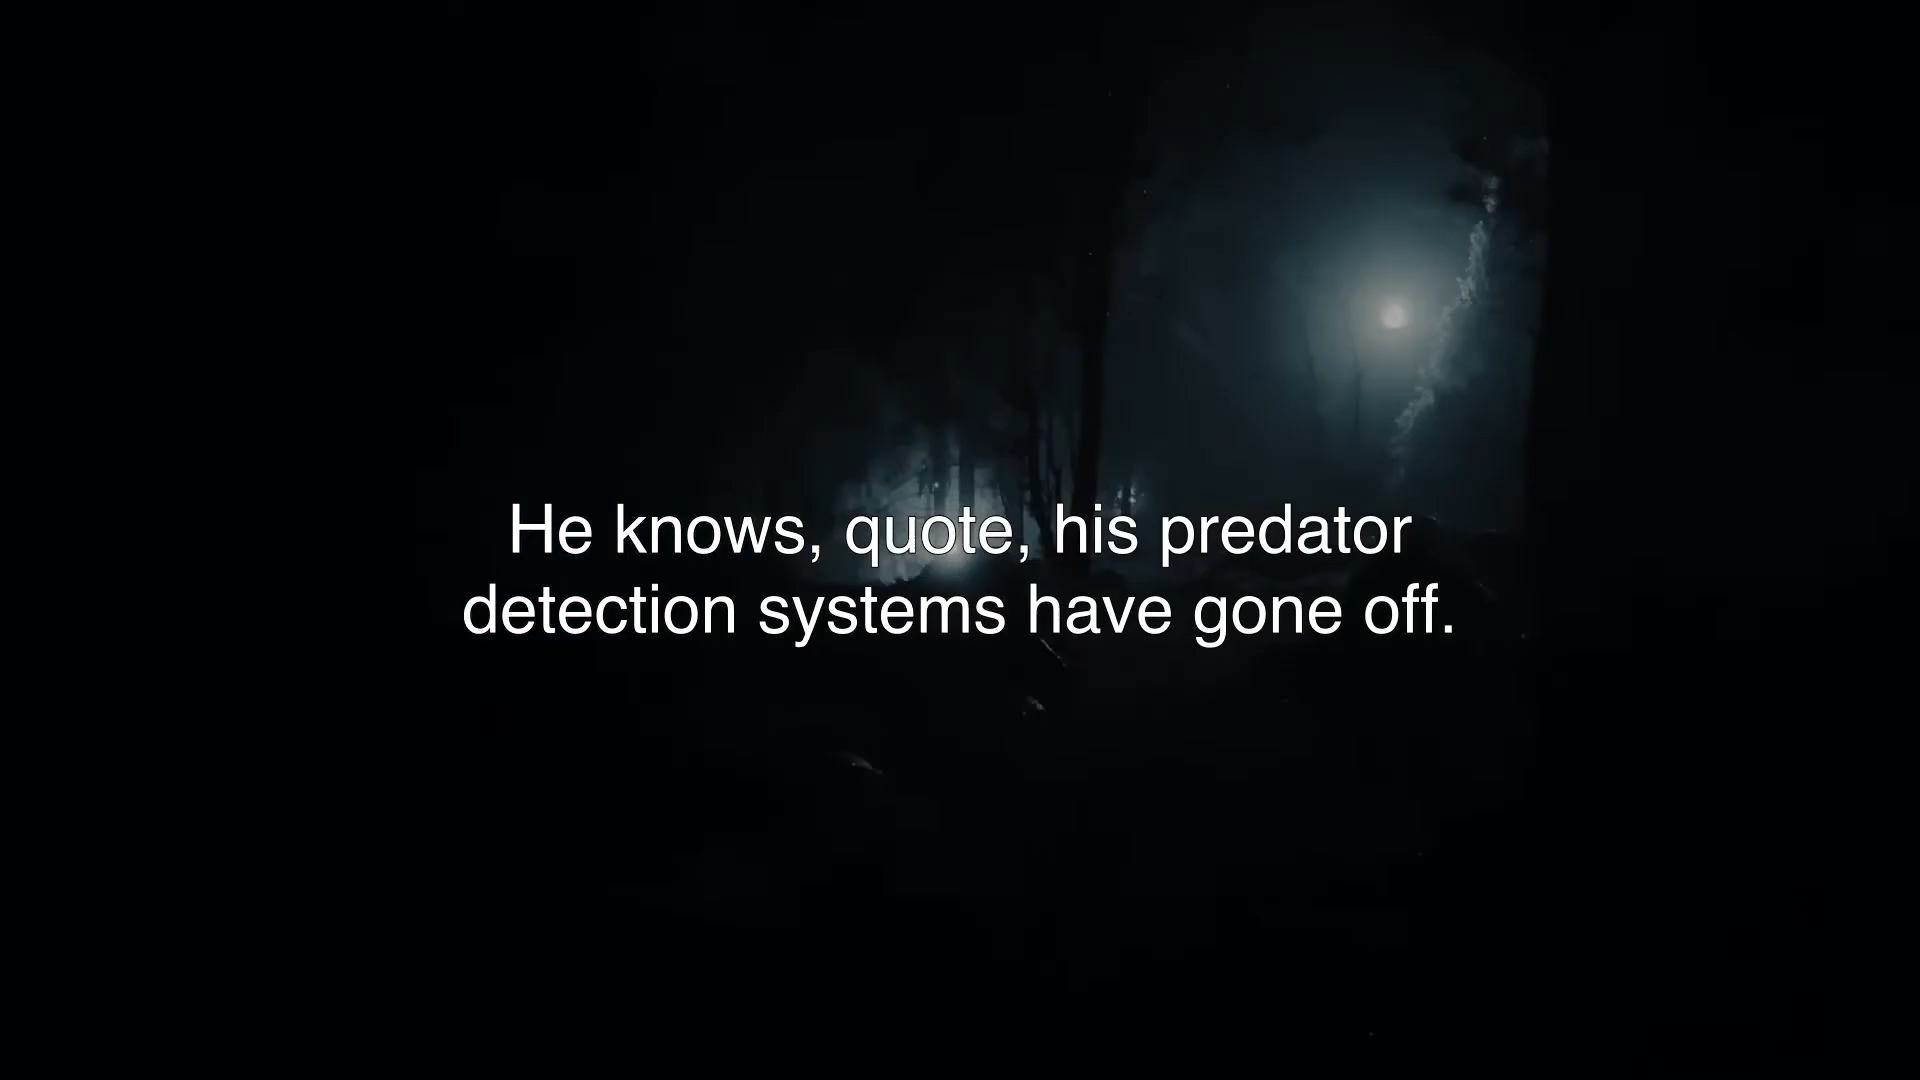 He knows, quote, his predator
detection systems have gone off.